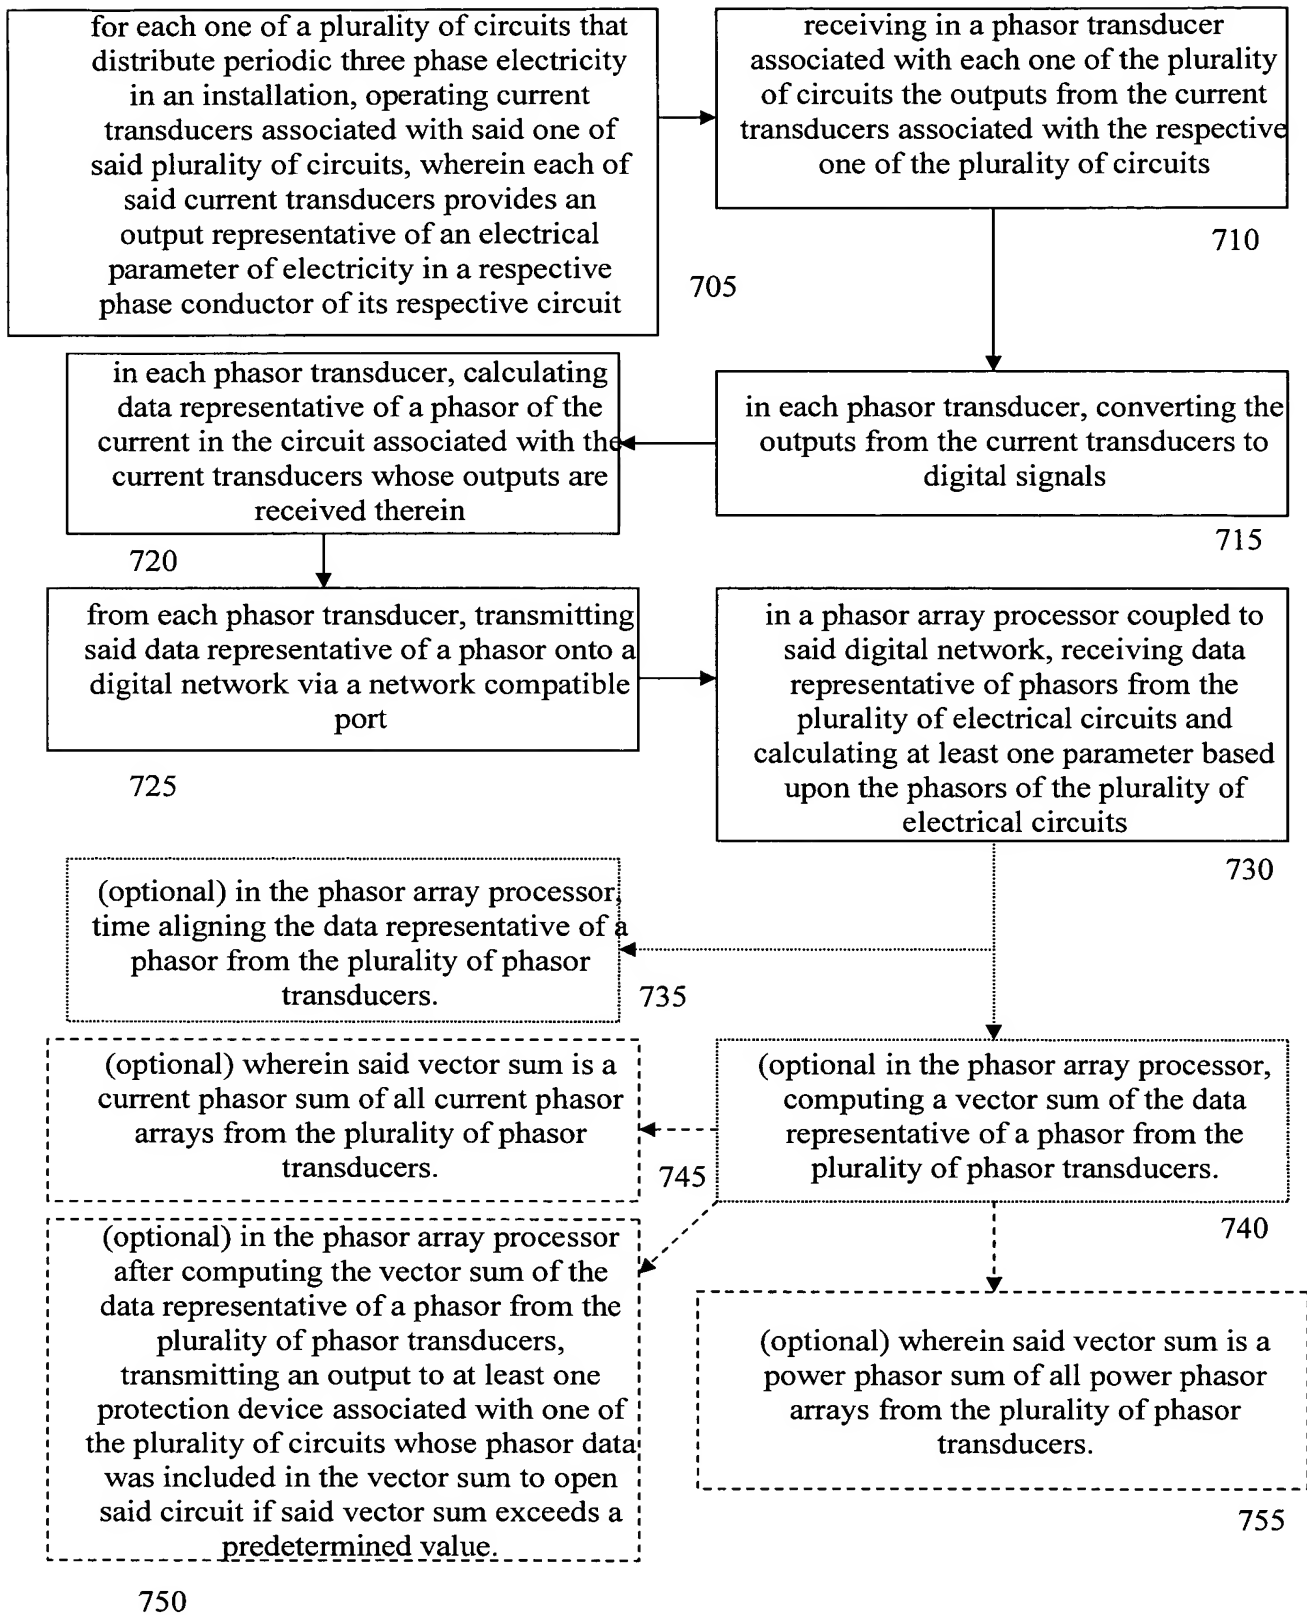 for each one of a plurality of circuits that
distribute periodic three phase electricity
in an installation, operating current
transducers associated with said one of
said plurality of circuits, wherein each of
said current transducers provides an
output representative of an electrical
parameter of electricity in a respective
phase conductor of its respective circuit
705
receiving in a phasor transducer
associated with each one of the plurality
of circuits the outputs from the current
transducers associated with the respective
one of the plurality of circuits
710
in each phasor transducer, converting the
outputs from the current transducers to
digital signals
715
in each phasor transducer, calculating
data representative of a phasor of the
current in the circuit associated with the
current transducers whose outputs are
received therein
720
from each phasor transducer, transmitting
said data representative of a phasor onto a
digital network via a network compatible
port
725
in a phasor array processor coupled to
said digital network, receiving data
representative of phasors from the
plurality of electrical circuits and
calculating at least one parameter based
upon the phasors of the plurality of
electrical circuits
730
(optional) in the phasor array processor,
time aligning the data representative of a
phasor from the plurality of phasor
transducers.
735
(optional in the phasor array processor,
computing a vector sum of the data
representative of a phasor from the
plurality of phasor transducers.
740
(optional) wherein said vector sum is a
current phasor sum of all current phasor
arrays from the plurality of phasor
transducers.
745
(optional) in the phasor array processor
after computing the vector sum of the
data representative of a phasor from the
plurality of phasor transducers,
transmitting an output to at least one
protection device associated with one of
the plurality of circuits whose phasor data
was included in the vector sum to open
said circuit if said vector sum exceeds a
predetermined value.
750
(optional) wherein said vector sum is a
power phasor sum of all power phasor
arrays from the plurality of phasor
transducers.
755